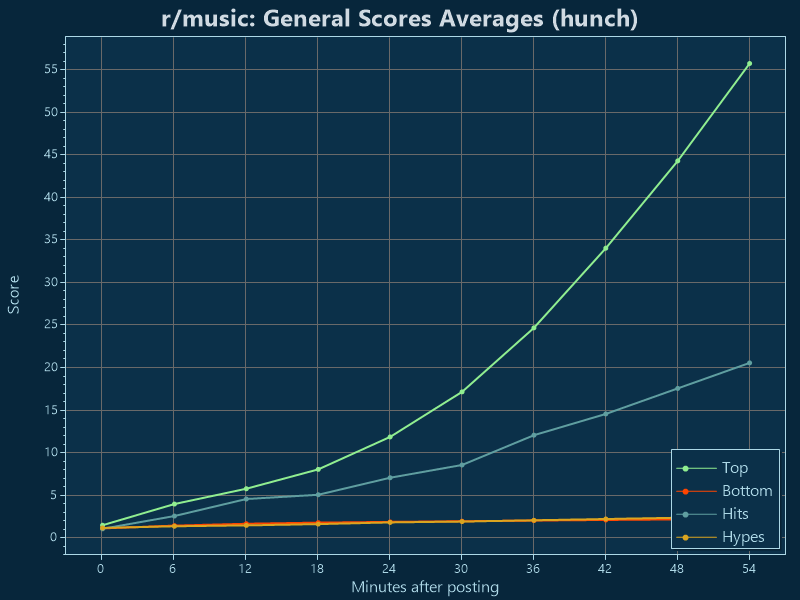 r/music: General Scores Averages (hunch)
55
50
45
40
35
30
25
20
15
10
5
0
Score
0 6 12 18 24 30 36 42 48 54
Minutes after posting
Top
Bottom
Hits
Hypes